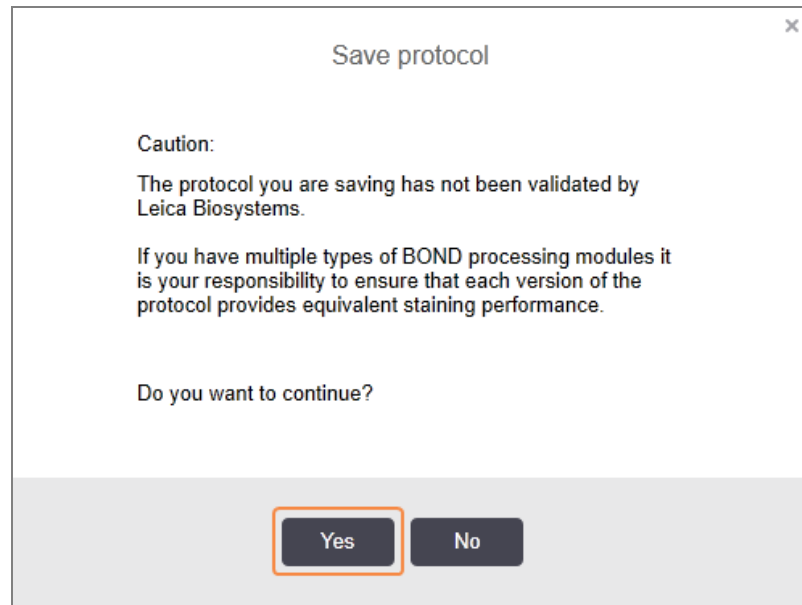 Save protocol
Caution:
The protocol you are saving has not been validated by
Leica Biosystems.
If you have multiple types of BOND processing modules it
is your responsibility to ensure that each version of the
protocol provides equivalent staining performance.
Do you want to continue?
Yes No